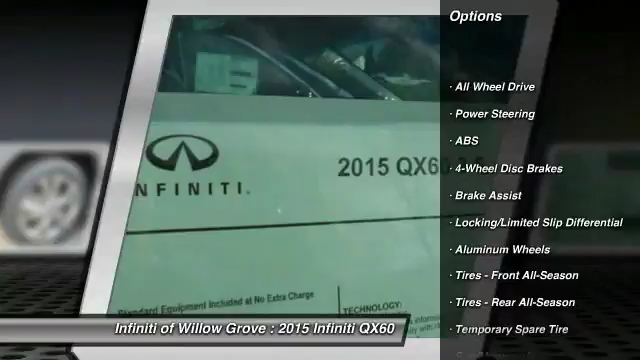 Options
· All Wheel Drive
· Power Steering
· ABS
· 4-Wheel Disc Brakes
· Brake Assist
· Locking/Limited Slip Differential
· Aluminum Wheels
· Tires - Front All-Season
· Tires - Rear All-Season
· Temporary Spare Tire
2015 QX60
INFINITI.
Standard Equipment Included at No Extra Charge
TECHNOLOGY:
Infiniti of Willow Grove : 2015 Infiniti QX60